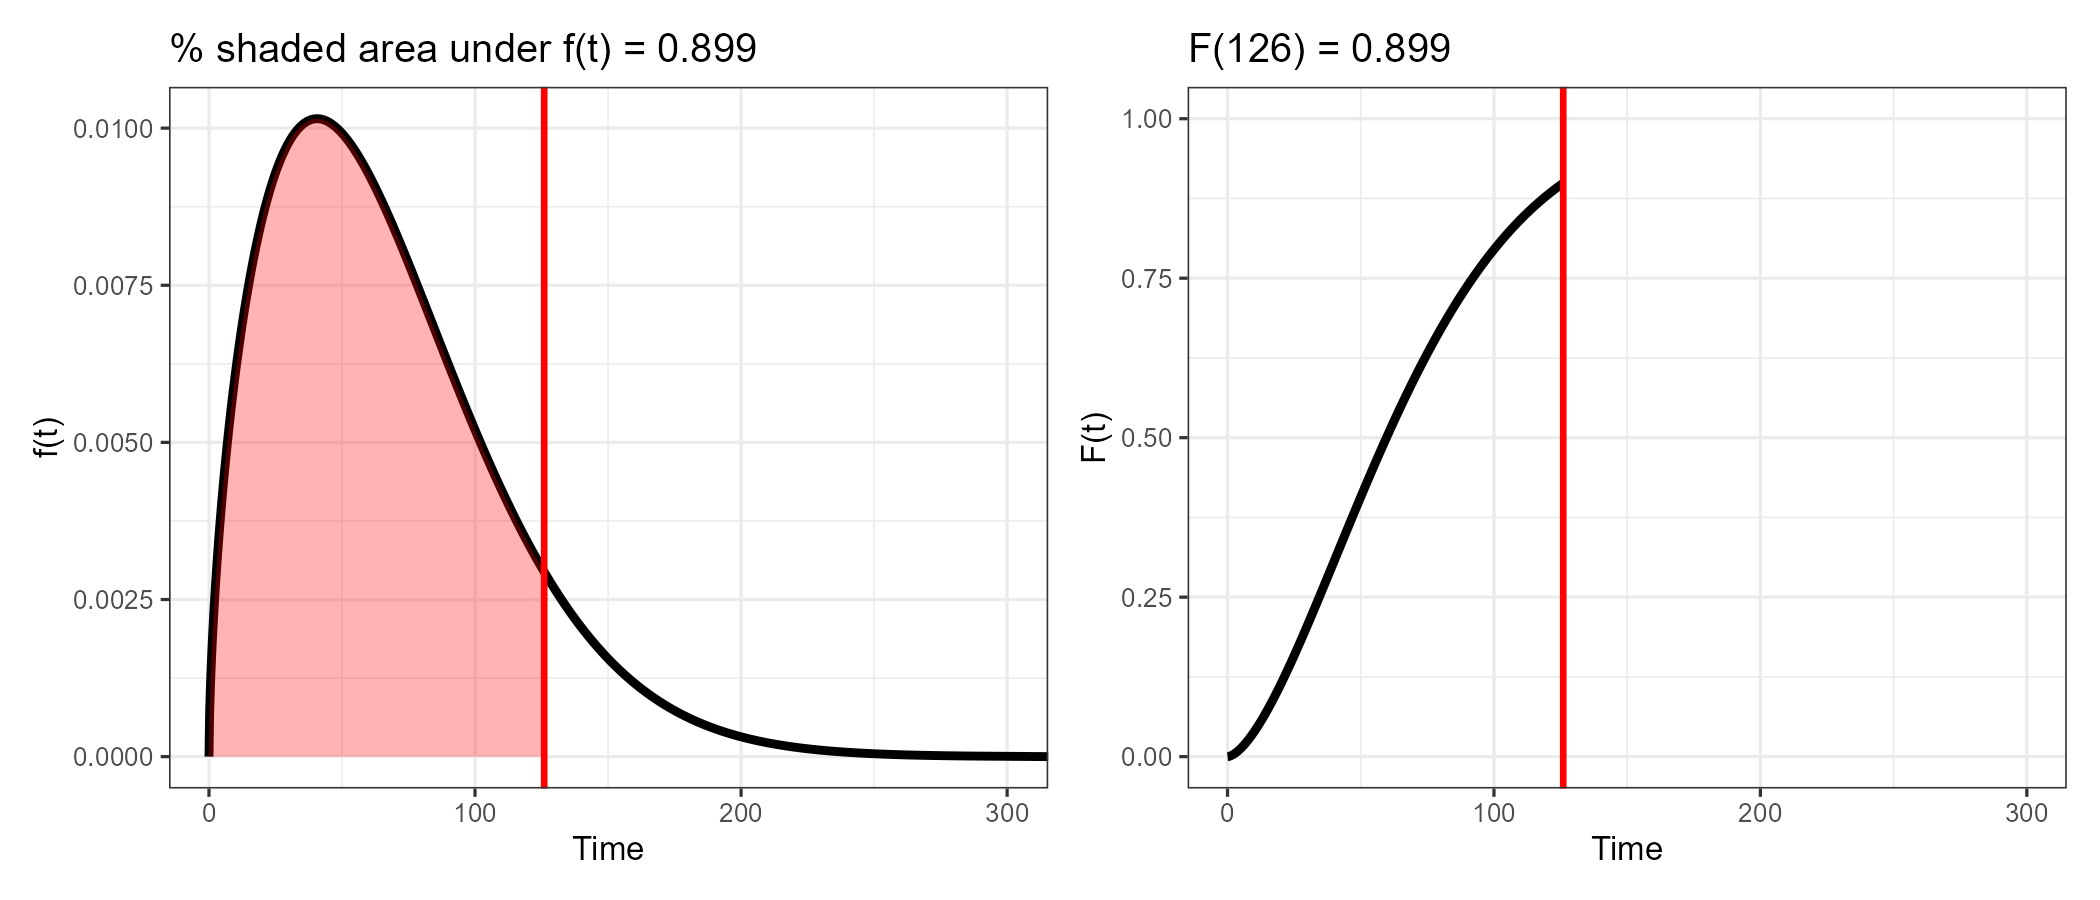 % shaded area under f(t) = 0.899
f(t)
0.0100
0.0075
0.0050
0.0025
0.0000
0 100 200 300
Time
F(126) = 0.899
F(t)
1.00
0.75
0.50
0.25
0.00
0 100 200 300
Time